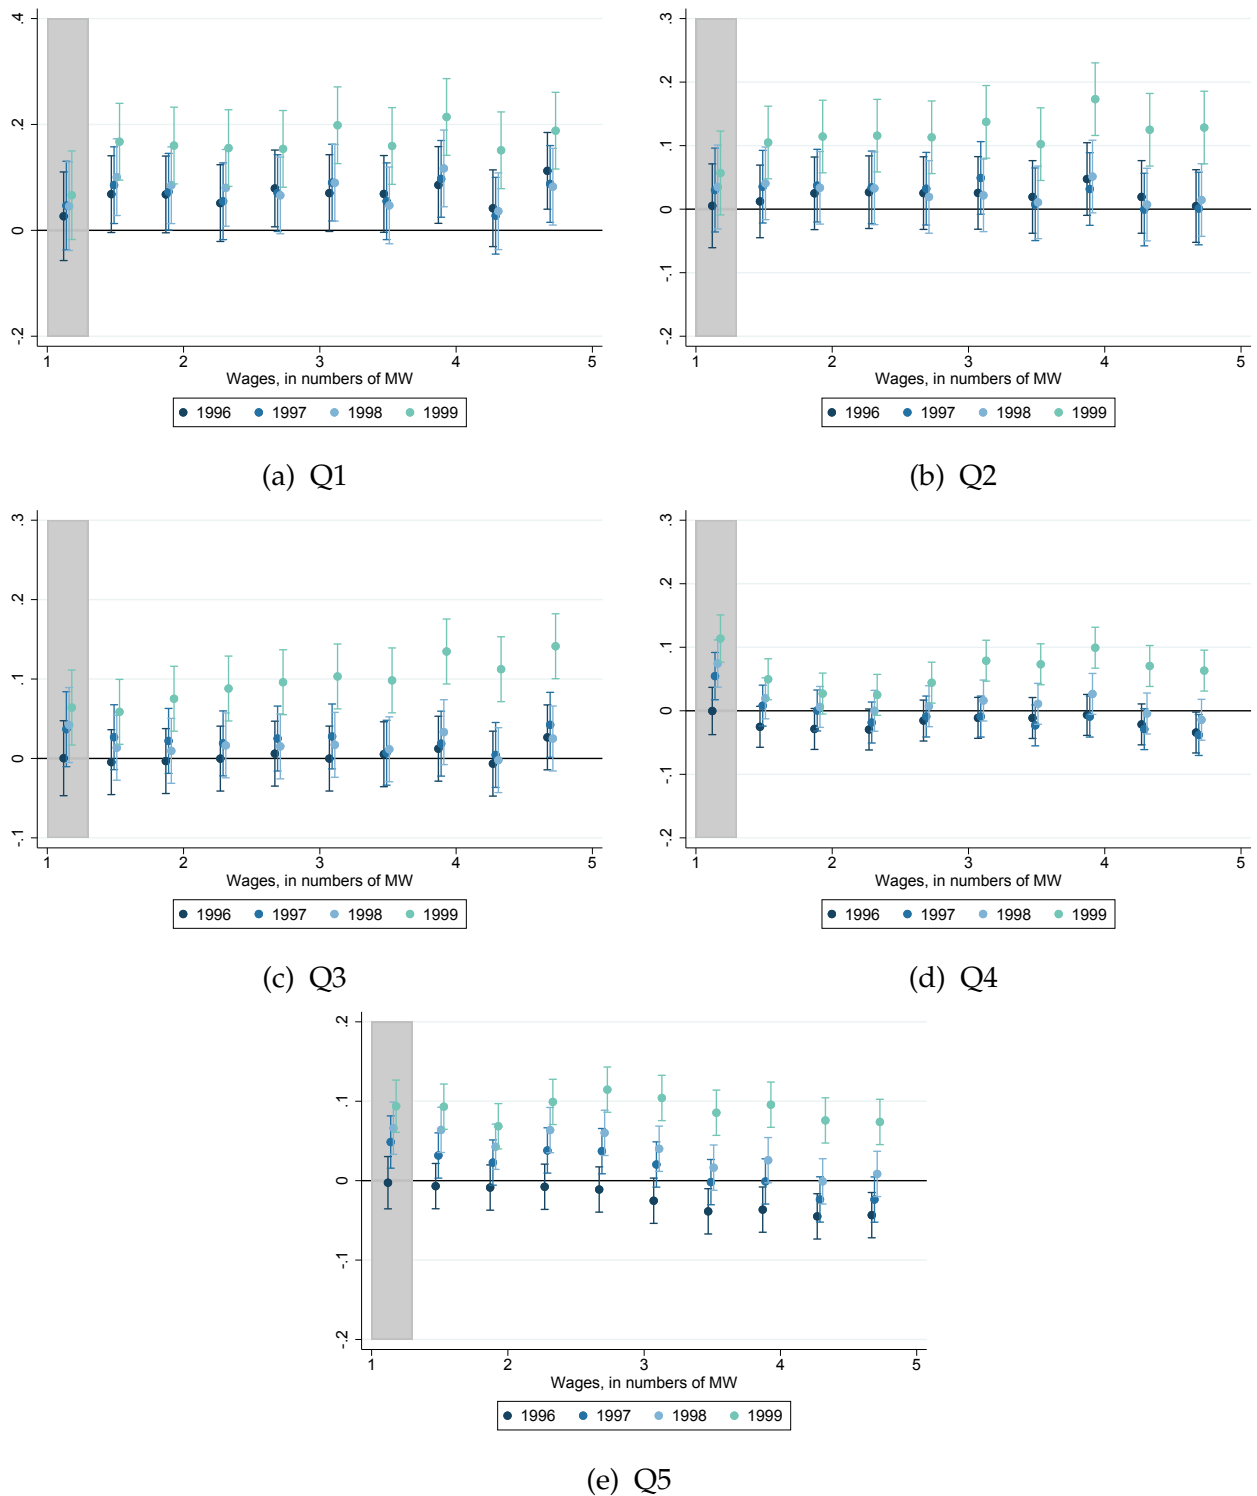 .4
.2
0
-.2
1 2 3 4 5
Wages, in numbers of MW
1996 1997 1998 1999
(a) Q1
.3
.2
.1
0
-.1
-.2
1 2 3 4 5
Wages, in numbers of MW
1996 1997 1998 1999
(b) Q2
.3
.2
.1
0
-.1
1 2 3 4 5
Wages, in numbers of MW
1996 1997 1998 1999
(c) Q3
.3
.2
.1
0
-.1
-.2
1 2 3 4 5
Wages, in numbers of MW
1996 1997 1998 1999
(d) Q4
.2
.1
0
-.1
-.2
1 2 3 4 5
Wages, in numbers of MW
1996 1997 1998 1999
(e) Q5